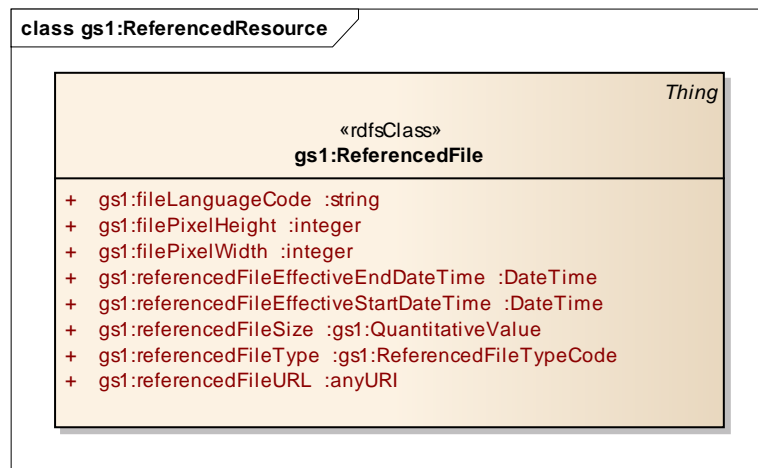 class gs1:ReferencedResource
Thing
«rdfsClass»
gs1:ReferencedFile
+ gs1:fileLanguageCode :string
+ gs1:filePixelHeight :integer
+ gs1:filePixelWidth :integer
+ gs1:referencedFileEffectiveEndDateTime :DateTime
+ gs1:referencedFileEffectiveStartDateTime :DateTime
+ gs1:referencedFileSize :gs1:QuantitativeValue
+ gs1:referencedFileType :gs1:ReferencedFileTypeCode
+ gs1:referencedFileURL :anyURI